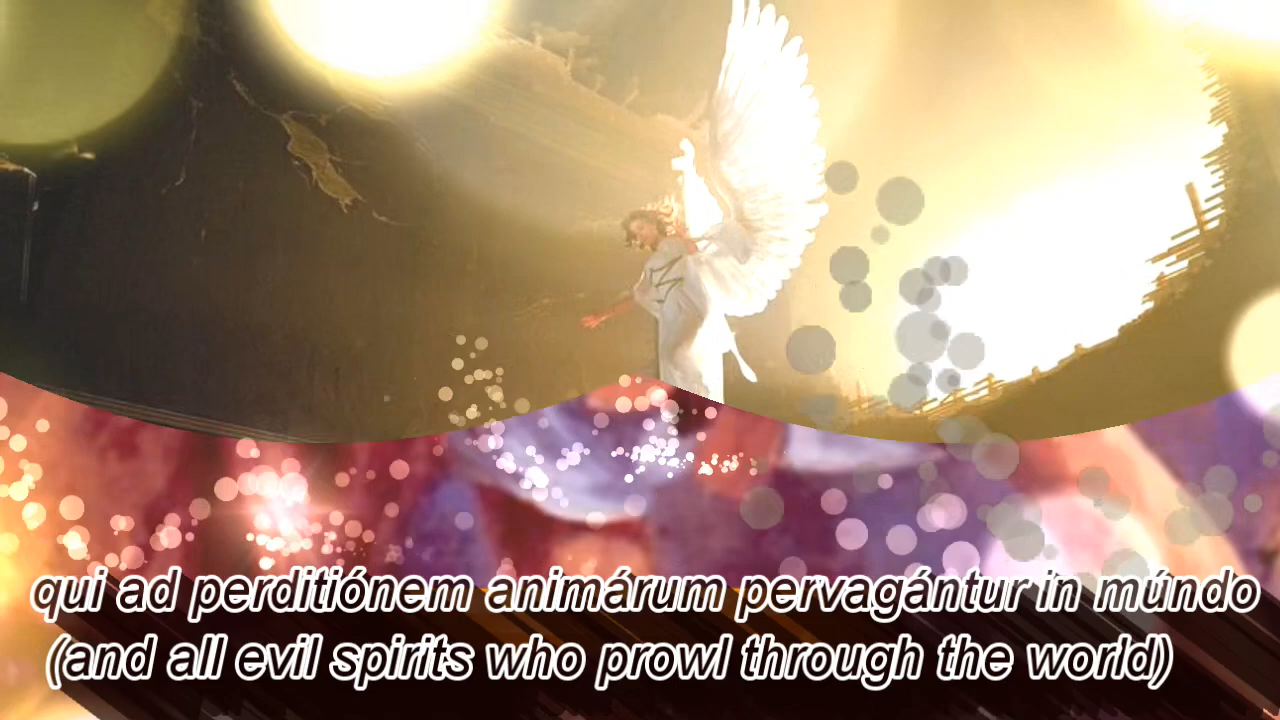 qui ad perditiónem animárum pervagántur in múndo
(and all evil spirits who prowl through the world)